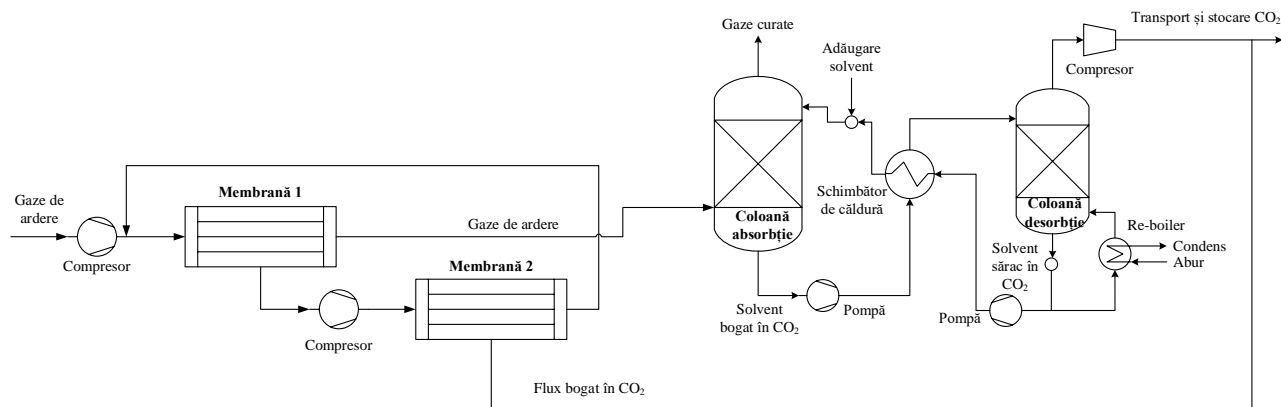 Transport și stocare CO2
Gaze curate
Adăugare
solvent
Compresor
Membrană 1
Gaze de
ardere
Schimbător
de căldură
Coloană
absorbție
Coloană
desorbție
Gaze de ardere
Re-boiler
Compresor
Membrană 2
Solvent
sărac în
CO2
Condens
Abur
Solvent
bogat în CO2
Pompă
Pompă
Compresor
Flux bogat în CO2